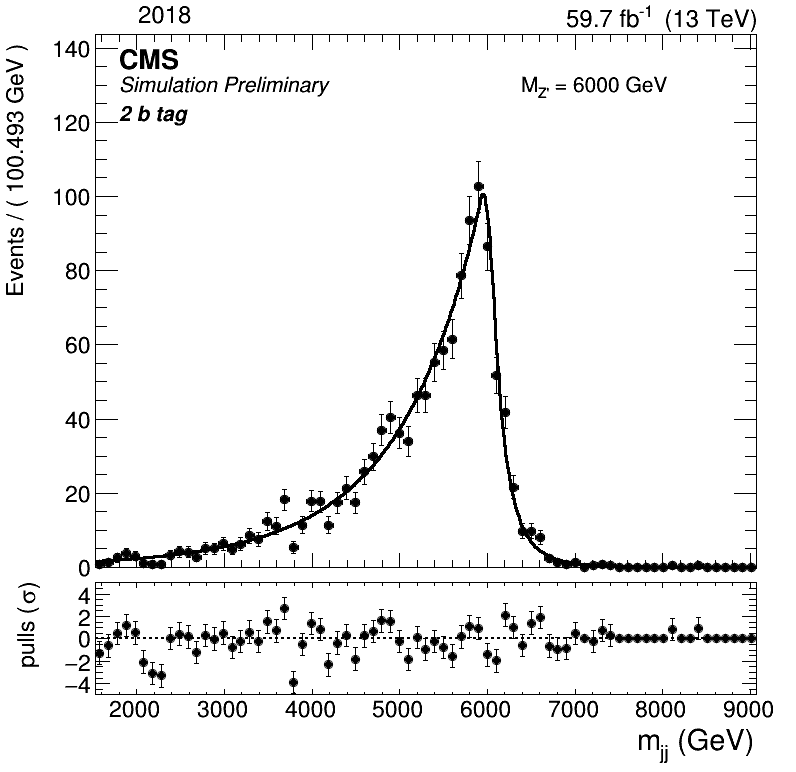 2018 59.7 fb⁻¹ (13 TeV)
CMS
Simulation Preliminary
2 b tag
M_Z' = 6000 GeV
Events / ( 100.493 GeV )
140
120
100
80
60
40
20
0
pulls (σ)
4
2
0
−2
−4
2000 3000 4000 5000 6000 7000 8000 9000
m_jj (GeV)